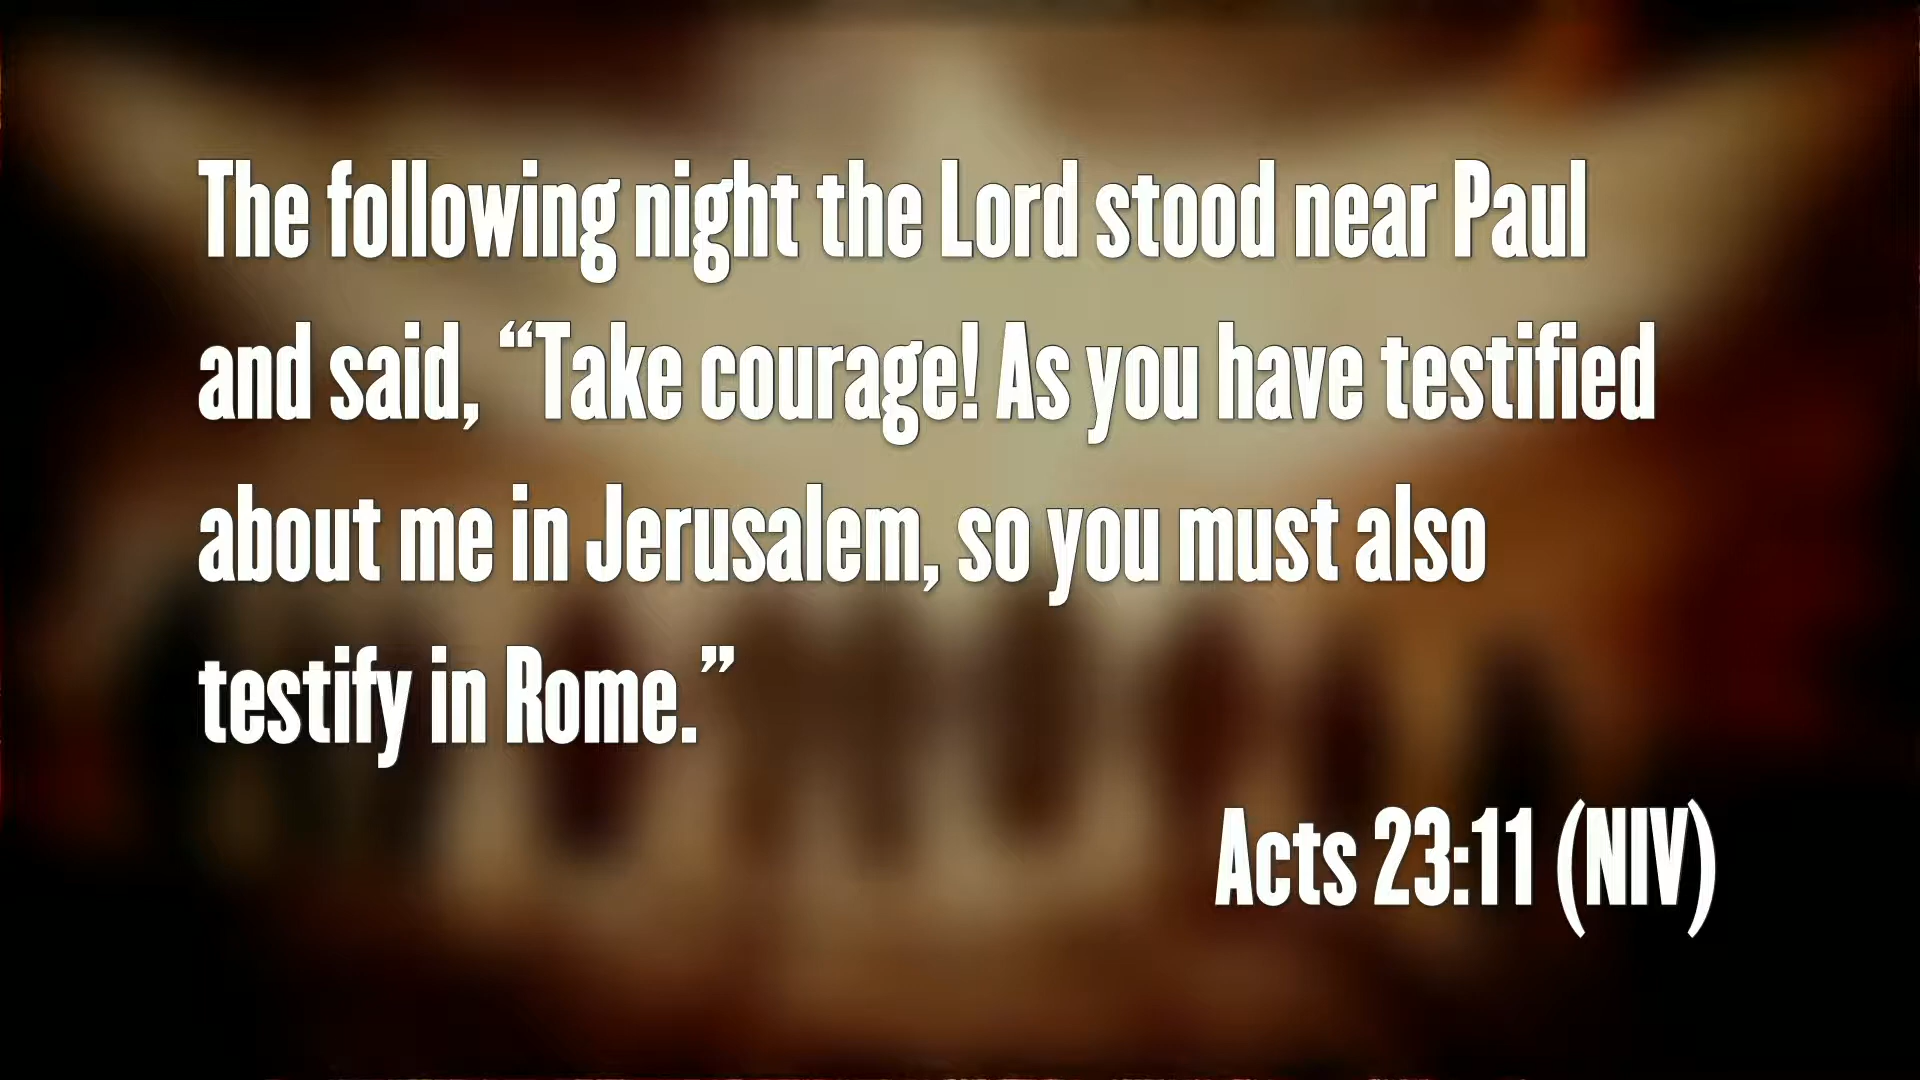 The following night the Lord stood near Paul
and said, “Take courage! As you have testified
about me in Jerusalem, so you must also
testify in Rome.”
Acts 23:11 (NIV)